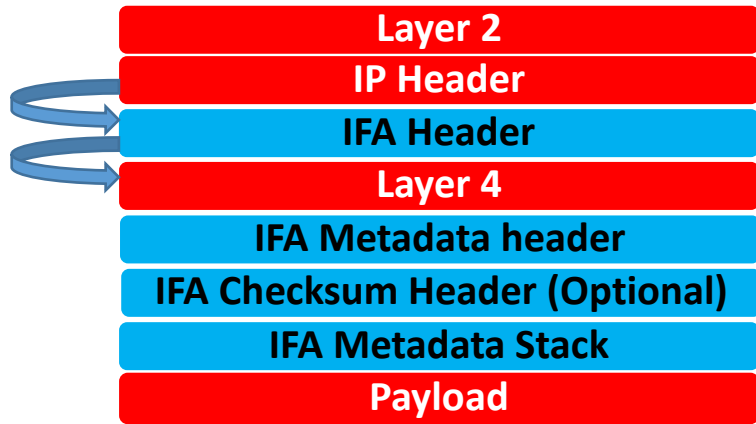 Layer 2
IP Header
IFA Header
Layer 4
IFA Metadata header
IFA Checksum Header (Optional)
IFA Metadata Stack
Payload